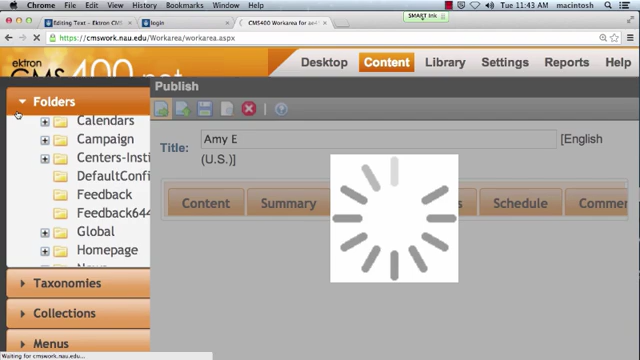 Chrome File Edit View History Bookmarks Window Help
SMART Ink
Tue 11:43 AM macintosh
Editing Text - Ektron CMS
login
CMS400 Workarea for
https://cmswork.nau.edu/Workarea/workarea.aspx
ektron
CMS400.net
Desktop Content Library Settings Reports Help
Folders
Publish
Calendars
Campaign
Centers-Insti
DefaultConfi
Feedback
Feedback644
Global
Homepage
Title: Amy E [English
(U.S.)]
Content Summary Schedule Commen
Taxonomies
Collections
Menus
Waiting for cmswork.nau.edu...